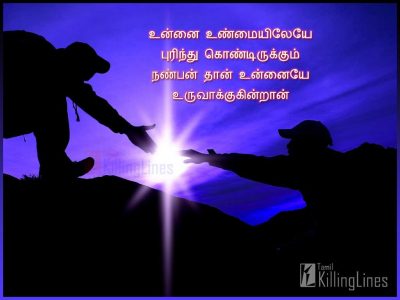 உன்னை உண்மையிலேயே
புரிந்து கொண்டிருக்கும்
நண்பன் தான் உன்னையே
உருவாக்குகின்றான்
KillingLines
Tamil
KillingLines